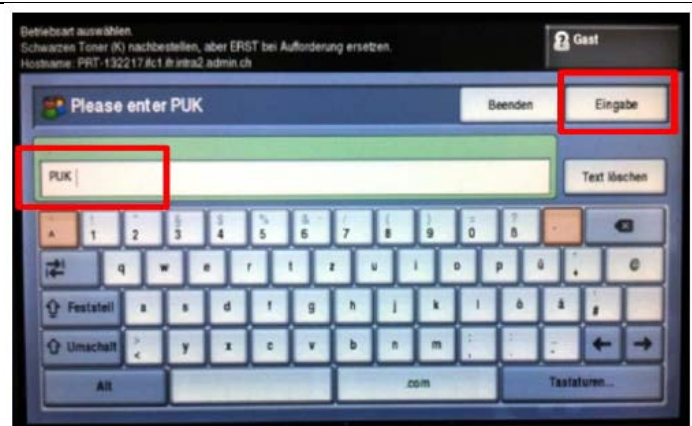 Betriebsart auswählen.
Schwarzen Toner (K) nachbestellen, aber ERST bei Aufforderung ersetzen.
Hostname: PRT-132217.ifc1.ifr.intra2.admin.ch
Gast
Please enter PUK
Beenden
Eingabe
PUK
Text löschen
1 2 3 4 5 6 7 8 9 0 ß
q w e r t z u i o p ü @
Feststell a s d f g h j k l ö ä #
Umschalt < y x c v b n m
Alt .com Tastaturen...